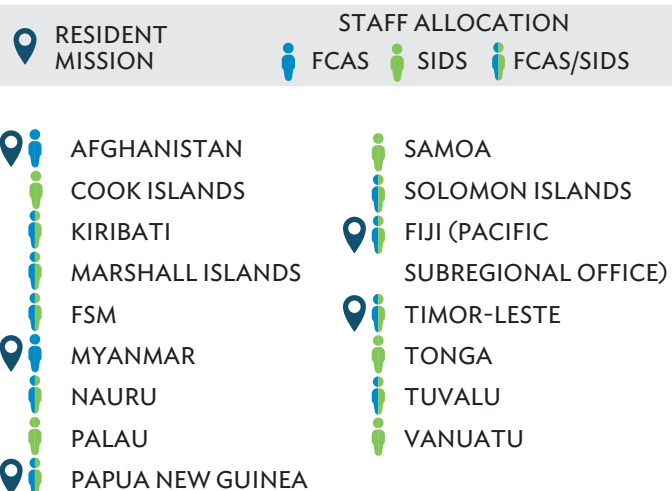 RESIDENT
MISSION
STAFF ALLOCATION
FCAS SIDS FCAS/SIDS
AFGHANISTAN
COOK ISLANDS
KIRIBATI
MARSHALL ISLANDS
FSM
MYANMAR
NAURU
PALAU
PAPUA NEW GUINEA
SAMOA
SOLOMON ISLANDS
FIJI (PACIFIC
SUBREGIONAL OFFICE)
TIMOR-LESTE
TONGA
TUVALU
VANUATU